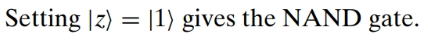 Setting |z⟩ = |1⟩ gives the NAND gate.